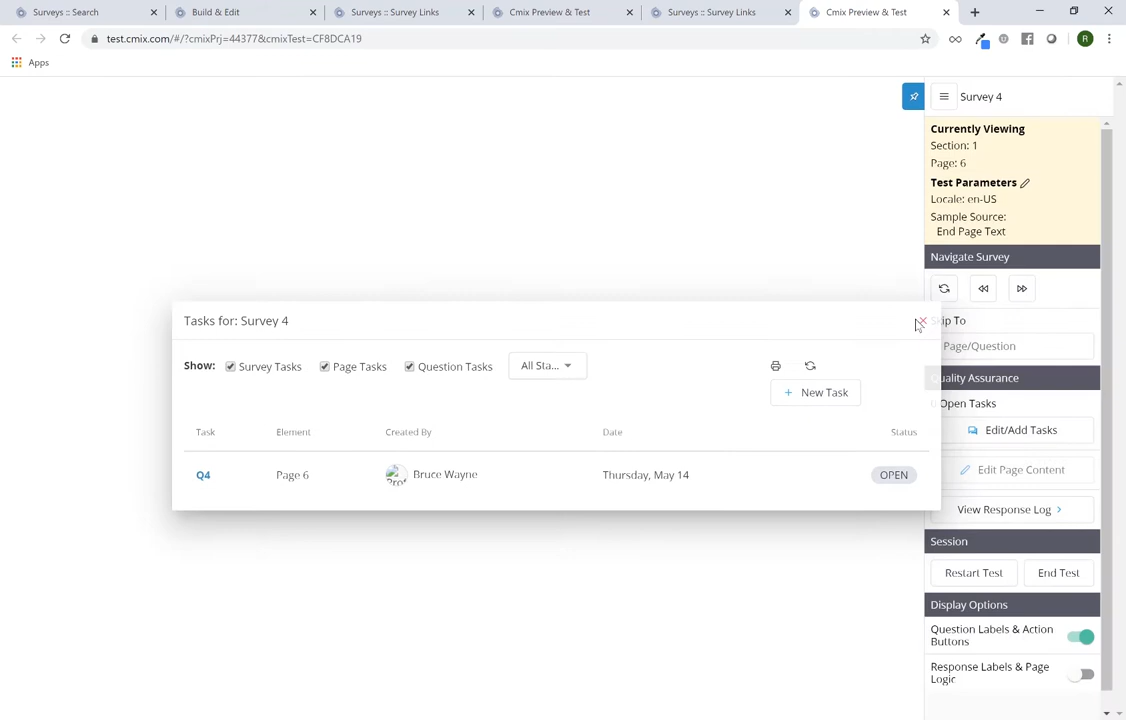 Surveys :: Search
Build & Edit
Surveys :: Survey Links
Cmix Preview & Test
Surveys :: Survey Links
Cmix Preview & Test
test.cmix.com/#/?cmixPrj=44377&cmixTest=CF8DCA19
R
Apps
Survey 4
Currently Viewing
Section: 1
Page: 6
Test Parameters
Locale: en-US
Sample Source:
End Page Text
Navigate Survey
Skip To
Page/Question
Quality Assurance
Open Tasks
Edit/Add Tasks
Edit Page Content
View Response Log
Session
Restart Test End Test
Display Options
Question Labels & Action
Buttons
Response Labels & Page
Logic
Tasks for: Survey 4
Show: Survey Tasks Page Tasks Question Tasks All Sta...
+ New Task
Task Element Created By Date Status
Q4 Page 6 Bruce Wayne Thursday, May 14 OPEN